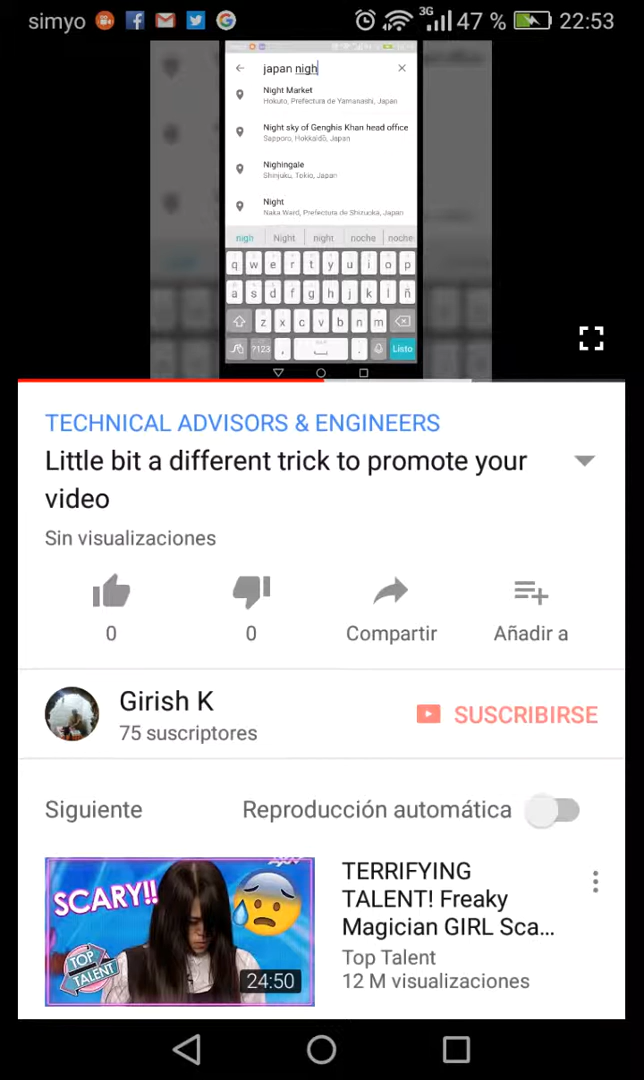 simyo 3G 47 % 22:53
japan nigh
Night Market
Hokuto, Prefectura de Yamanashi, Japan
Night sky of Genghis Khan head office
Sapporo, Hokkaidō, Japan
Nighingale
Shinjuku, Tokio, Japan
Night
Naka Ward, Prefectura de Shizuoka, Japan
nigh Night night noche noche
q w e r t y u i o p
a s d f g h j k l ñ
z x c v b n m
?123 , . Listo
TECHNICAL ADVISORS & ENGINEERS
Little bit a different trick to promote your
video
Sin visualizaciones
0 0 Compartir Añadir a
Girish K
75 suscriptores
SUSCRIBIRSE
Siguiente Reproducción automática
SCARY!!
TOP
TALENT
24:50
TERRIFYING
TALENT! Freaky
Magician GIRL Sca...
Top Talent
12 M visualizaciones